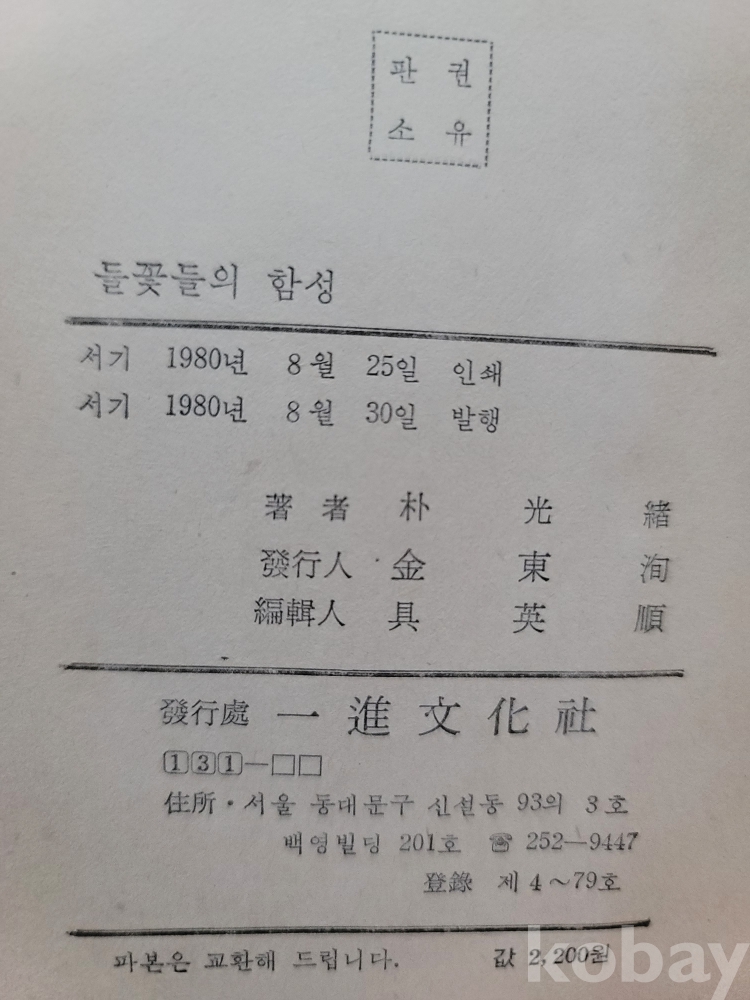 판 권
소 유
들꽃들의 함성
서기 1980년 8월 25일 인쇄
서기 1980년 8월 30일 발행
著 者 朴 光 緖
發行人 金 東 洵
編輯人 具 英 順
發行處 一 進 文 化 社
131-□□
住所・서울 동대문구 신설동 93의 3호
백영빌딩 201호 ☎ 252—9447
登錄 제 4～79호
파본은 교환해 드립니다. 값 2,200원
kobay